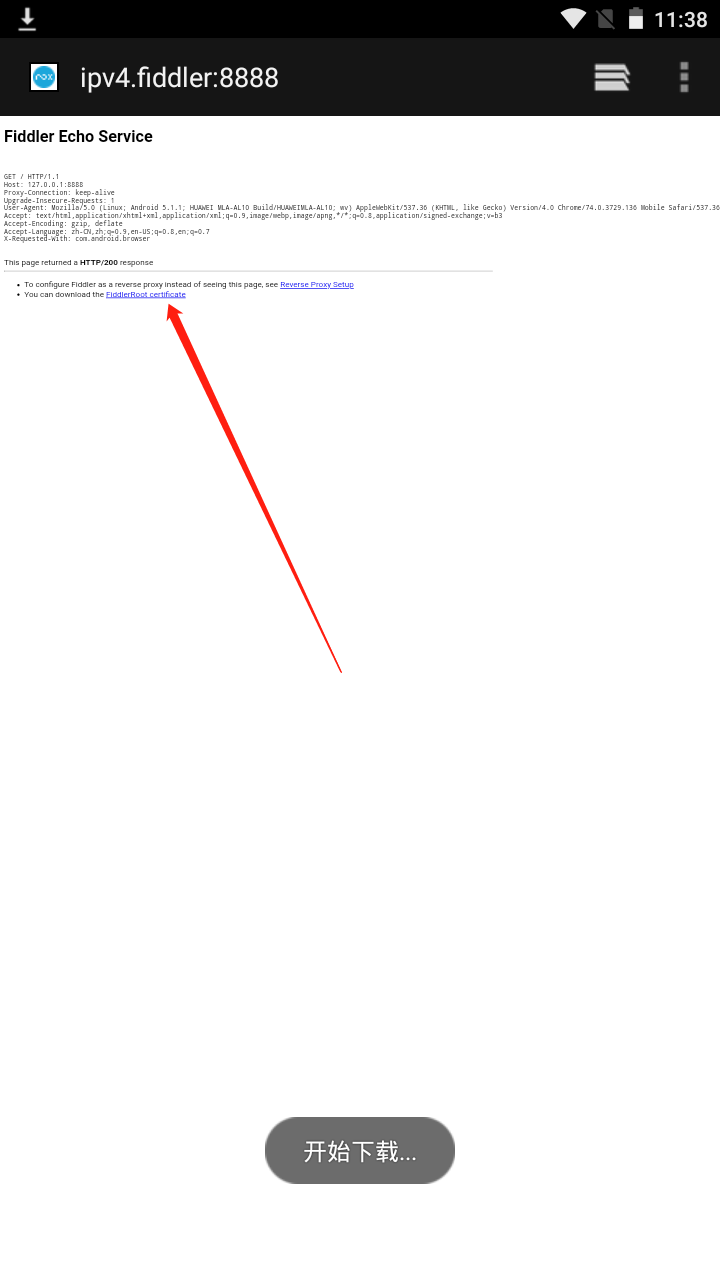 11:38
ipv4.fiddler:8888
Fiddler Echo Service
GET / HTTP/1.1
Host: 127.0.0.1:8888
Proxy-Connection: keep-alive
Upgrade-Insecure-Requests: 1
User-Agent: Mozilla/5.0 (Linux; Android 5.1.1; HUAWEI MLA-AL10 Build/HUAWEIMLA-AL10; wv) AppleWebKit/537.36 (KHTML, like Gecko) Version/4.0 Chrome/74.0.3729.136 Mobile Safari/537.36
Accept: text/html,application/xhtml+xml,application/xml;q=0.9,image/webp,image/apng,*/*;q=0.8,application/signed-exchange;v=b3
Accept-Encoding: gzip, deflate
Accept-Language: zh-CN,zh;q=0.9,en-US;q=0.8,en;q=0.7
X-Requested-With: com.android.browser
This page returned a HTTP/200 response
• To configure Fiddler as a reverse proxy instead of seeing this page, see Reverse Proxy Setup
• You can download the FiddlerRoot certificate
开始下载...